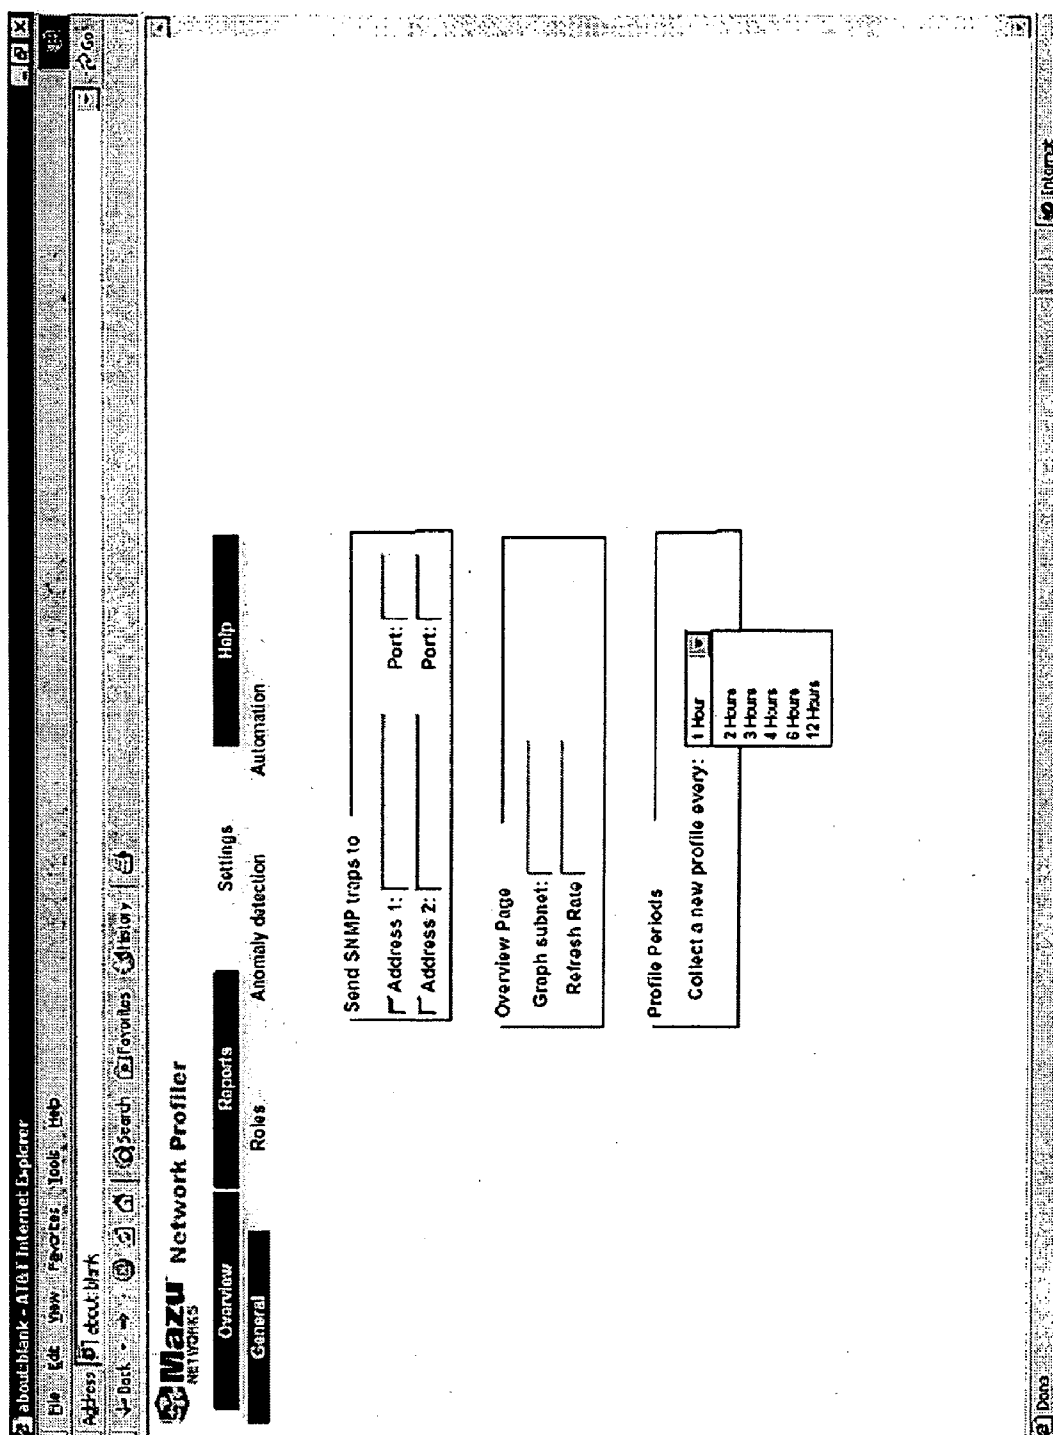 about:blank - AT&T Internet Explorer
File Edit View Favorites Tools Help
Address about:blank Go
Back Search Favorites History
Mazu Network Profiler
NETWORKS
Overview Reports Settings Help
General Roles Anomaly detection Automation
Send SNMP traps to
Address 1: Port:
Address 2: Port:
Overview Page
Graph subnet:
Refresh Rate
Profile Periods
Collect a new profile every: 1 Hour
2 Hours
3 Hours
4 Hours
6 Hours
12 Hours
Done Internet